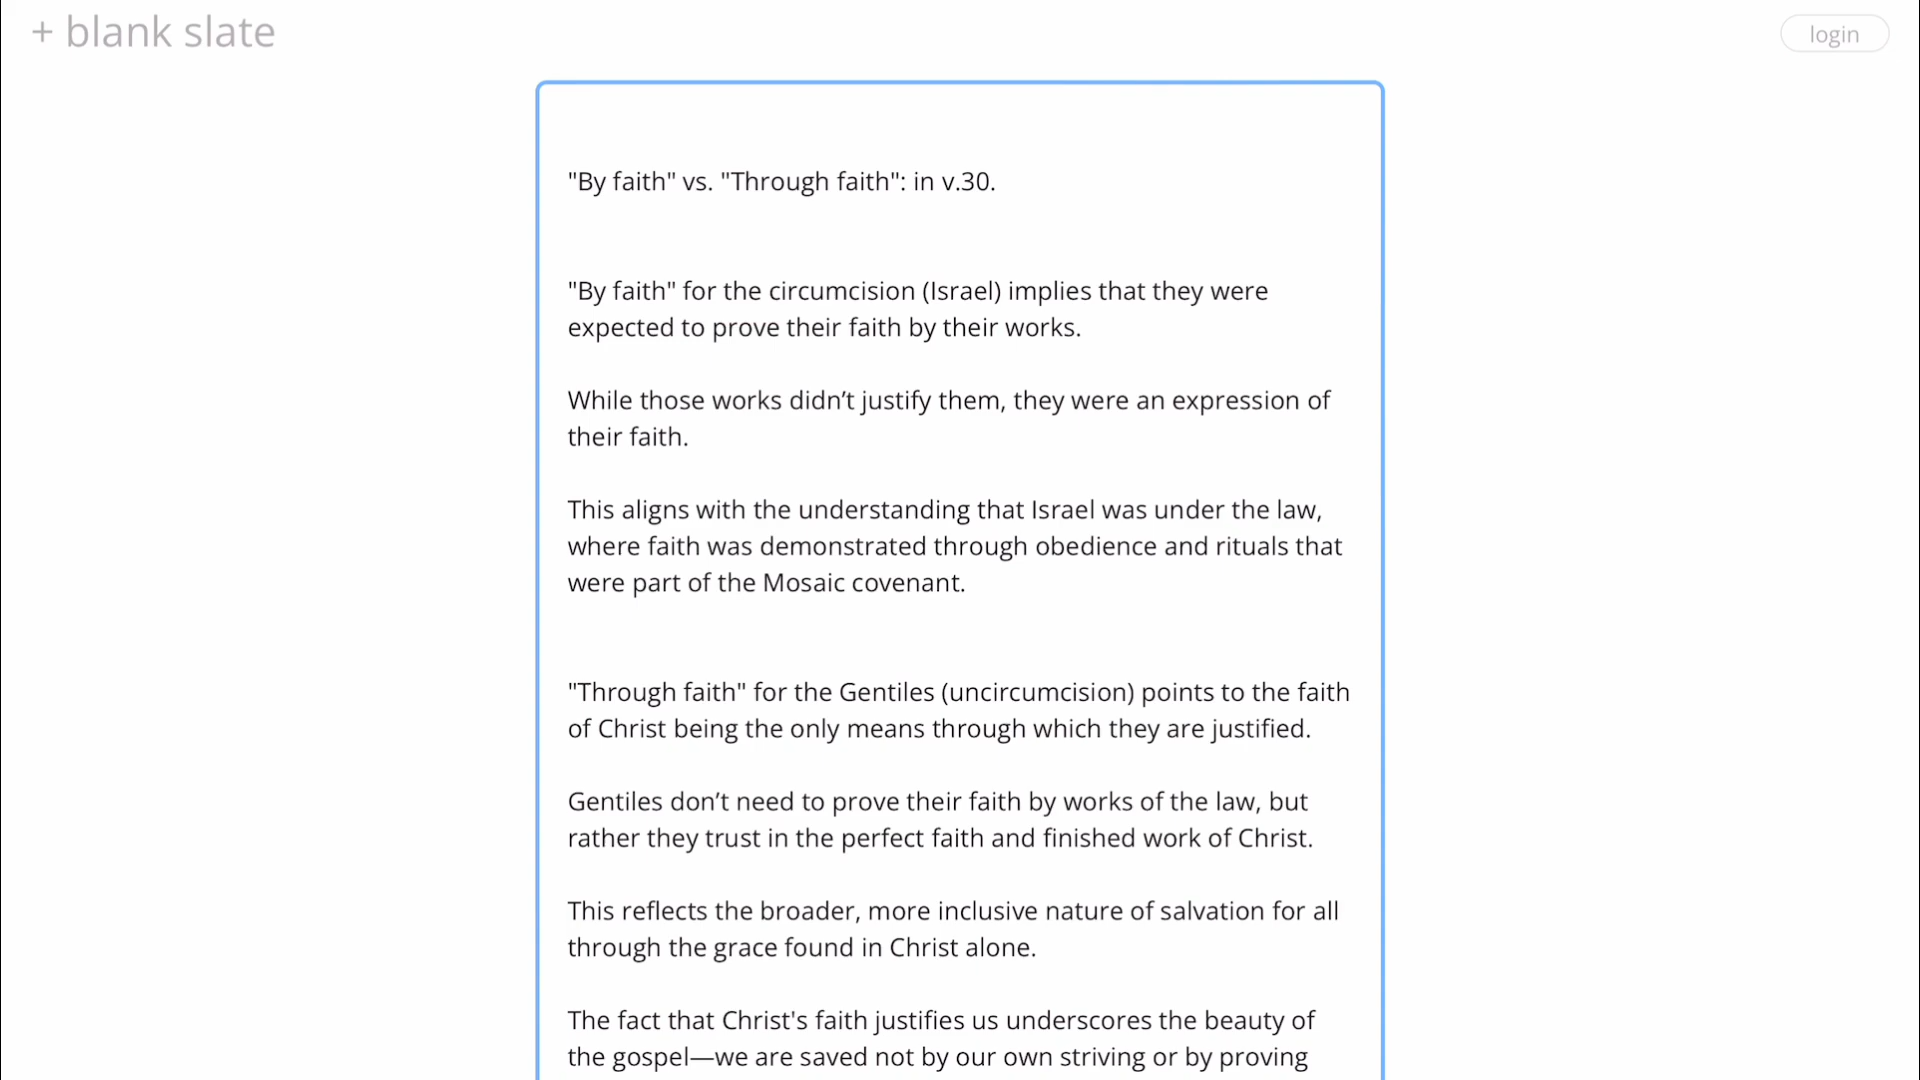 + blank slate
login
"By faith" vs. "Through faith": in v.30.
"By faith" for the circumcision (Israel) implies that they were
expected to prove their faith by their works.
While those works didn’t justify them, they were an expression of
their faith.
This aligns with the understanding that Israel was under the law,
where faith was demonstrated through obedience and rituals that
were part of the Mosaic covenant.
"Through faith" for the Gentiles (uncircumcision) points to the faith
of Christ being the only means through which they are justified.
Gentiles don’t need to prove their faith by works of the law, but
rather they trust in the perfect faith and finished work of Christ.
This reflects the broader, more inclusive nature of salvation for all
through the grace found in Christ alone.
The fact that Christ's faith justifies us underscores the beauty of
the gospel—we are saved not by our own striving or by proving